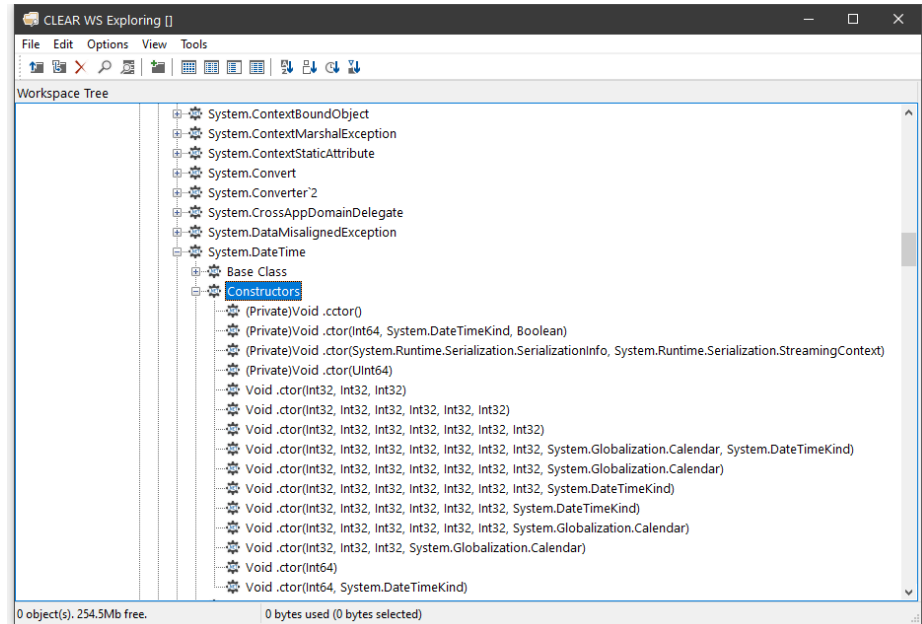 CLEAR WS Exploring []
File Edit Options View Tools
Workspace Tree
System.ContextBoundObject
System.ContextMarshalException
System.ContextStaticAttribute
System.Convert
System.Converter`2
System.CrossAppDomainDelegate
System.DataMisalignedException
System.DateTime
Base Class
Constructors
(Private)Void .cctor()
(Private)Void .ctor(Int64, System.DateTimeKind, Boolean)
(Private)Void .ctor(System.Runtime.Serialization.SerializationInfo, System.Runtime.Serialization.StreamingContext)
(Private)Void .ctor(UInt64)
Void .ctor(Int32, Int32, Int32)
Void .ctor(Int32, Int32, Int32, Int32, Int32, Int32)
Void .ctor(Int32, Int32, Int32, Int32, Int32, Int32, Int32)
Void .ctor(Int32, Int32, Int32, Int32, Int32, Int32, Int32, System.Globalization.Calendar, System.DateTimeKind)
Void .ctor(Int32, Int32, Int32, Int32, Int32, Int32, Int32, System.Globalization.Calendar)
Void .ctor(Int32, Int32, Int32, Int32, Int32, Int32, Int32, System.DateTimeKind)
Void .ctor(Int32, Int32, Int32, Int32, Int32, Int32, System.DateTimeKind)
Void .ctor(Int32, Int32, Int32, Int32, Int32, Int32, System.Globalization.Calendar)
Void .ctor(Int32, Int32, Int32, System.Globalization.Calendar)
Void .ctor(Int64)
Void .ctor(Int64, System.DateTimeKind)
0 object(s). 254.5Mb free. 0 bytes used (0 bytes selected)